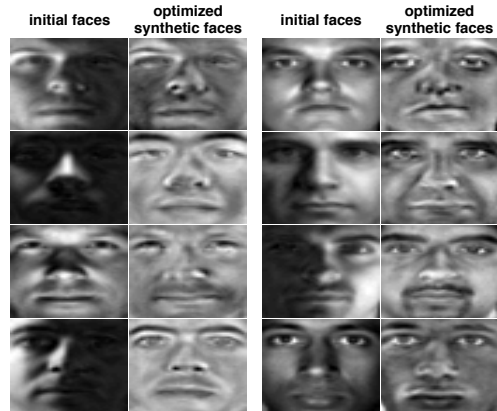 initial faces
optimized
synthetic faces
initial faces
optimized
synthetic faces